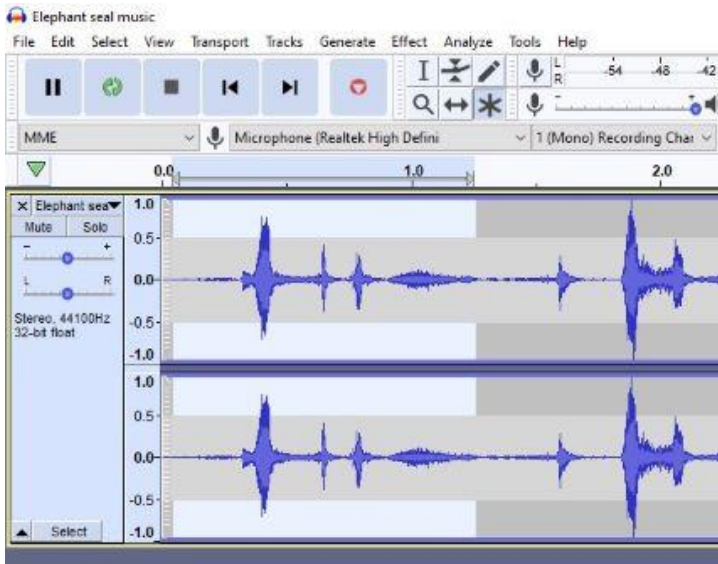 Elephant seal music
File Edit Select View Transport Tracks Generate Effect Analyze Tools Help
L
R
-54 -48 -42
MME Microphone (Realtek High Defini 1 (Mono) Recording Char
0.0 1.0 2.0
X Elephant sea
Mute Solo
- +
L R
Stereo, 44100Hz
32-bit float
Select
1.0
0.5
0.0
-0.5
-1.0
1.0
0.5
0.0
-0.5
-1.0